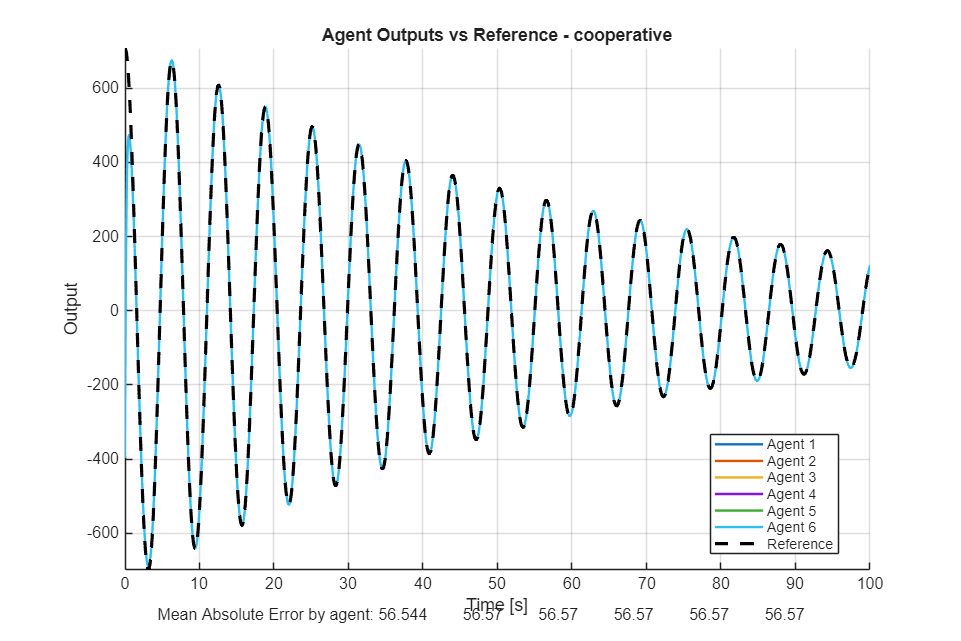 Agent Outputs vs Reference - cooperative
Output
600
400
200
0
-200
-400
-600
0 10 20 30 40 50 60 70 80 90 100
Time [s]
Agent 1
Agent 2
Agent 3
Agent 4
Agent 5
Agent 6
Reference
Mean Absolute Error by agent: 56.544 56.57 56.57 56.57 56.57 56.57